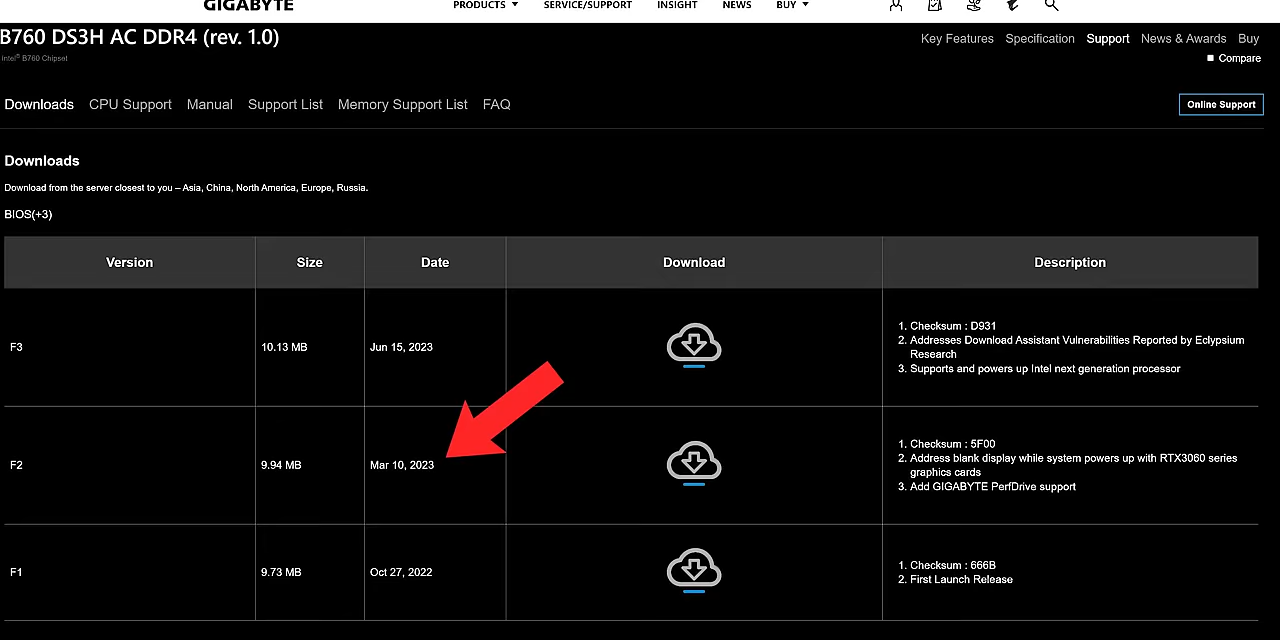 GIGABYTE PRODUCTS SERVICE/SUPPORT INSIGHT NEWS BUY
B760 DS3H AC DDR4 (rev. 1.0)
Key Features Specification Support News & Awards Buy
Intel® B760 Chipset
Compare
Downloads CPU Support Manual Support List Memory Support List FAQ
Online Support
Downloads
Download from the server closest to you – Asia, China, North America, Europe, Russia.
BIOS(+3)
Version Size Date Download Description
F3 10.13 MB Jun 15, 2023
1. Checksum : D931
2. Addresses Download Assistant Vulnerabilities Reported by Eclypsium
Research
3. Supports and powers up Intel next generation processor
F2 9.94 MB Mar 10, 2023
1. Checksum : 5F00
2. Address blank display while system powers up with RTX3060 series
graphics cards
3. Add GIGABYTE PerfDrive support
F1 9.73 MB Oct 27, 2022
1. Checksum : 666B
2. First Launch Release